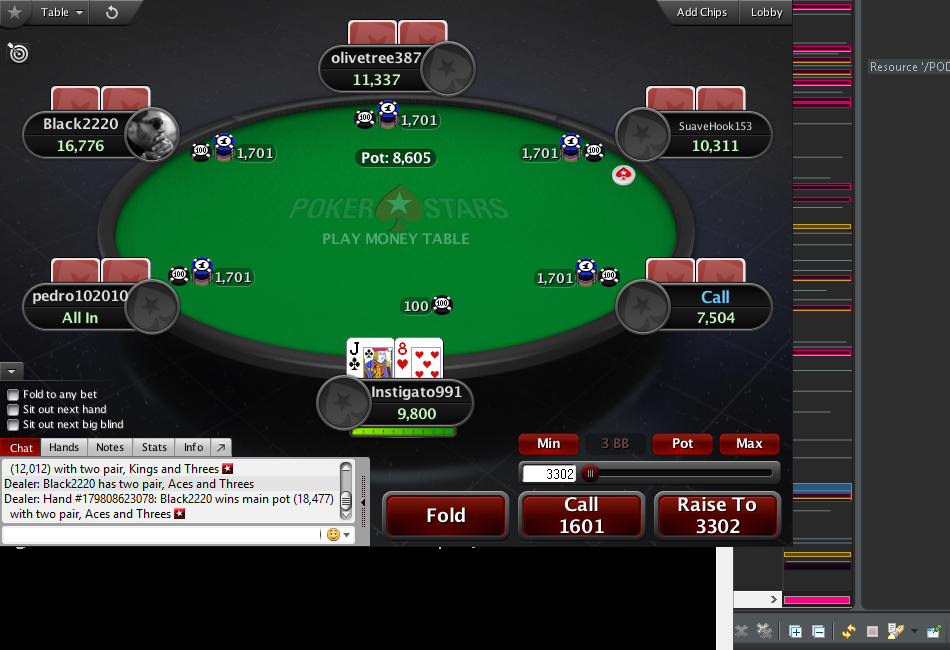 Table
Add Chips
Lobby
Resource '/POD
olivetree387
11,337
Black2220
16,776
SuaveHook153
10,311
1,701
1,701
1,701
Pot: 8,605
POKER STARS
PLAY MONEY TABLE
pedro102010
All In
1,701
1,701
Call
7,504
100
J
8
Instigato991
9,800
Fold to any bet
Sit out next hand
Sit out next big blind
Min
3 BB
Pot
Max
Chat
Hands
Notes
Stats
Info
3302
(12,012) with two pair, Kings and Threes
Dealer: Black2220 has two pair, Aces and Threes
Dealer: Hand #179808623078: Black2220 wins main pot (18,477)
with two pair, Aces and Threes
Fold
Call
1601
Raise To
3302